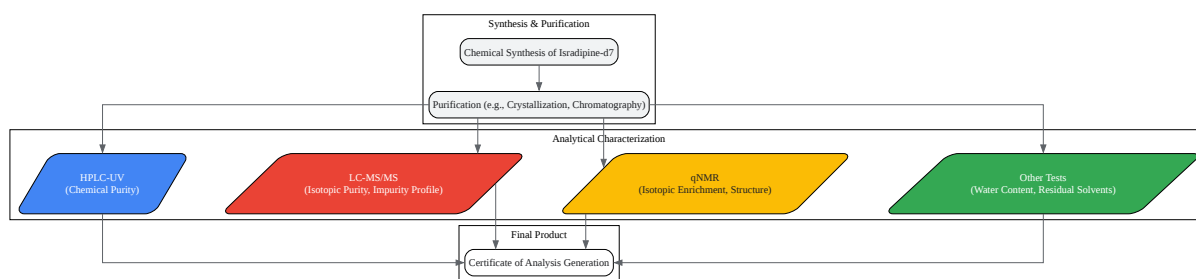 Synthesis & Purification
Chemical Synthesis of Isradipine-d7
Purification (e.g., Crystallization, Chromatography)
Analytical Characterization
HPLC-UV
(Chemical Purity)
LC-MS/MS
(Isotopic Purity, Impurity Profile)
qNMR
(Isotopic Enrichment, Structure)
Other Tests
(Water Content, Residual Solvents)
Final Product
Certificate of Analysis Generation